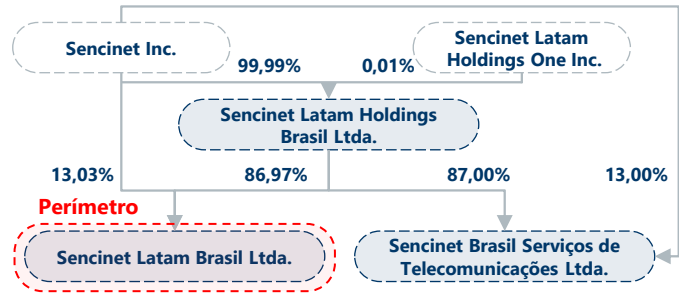 Sencinet Inc.
Sencinet Latam
Holdings One Inc.
99,99%
0,01%
Sencinet Latam Holdings
Brasil Ltda.
13,03%
86,97%
87,00%
13,00%
Perímetro
Sencinet Latam Brasil Ltda.
Sencinet Brasil Serviços de
Telecomunicações Ltda.